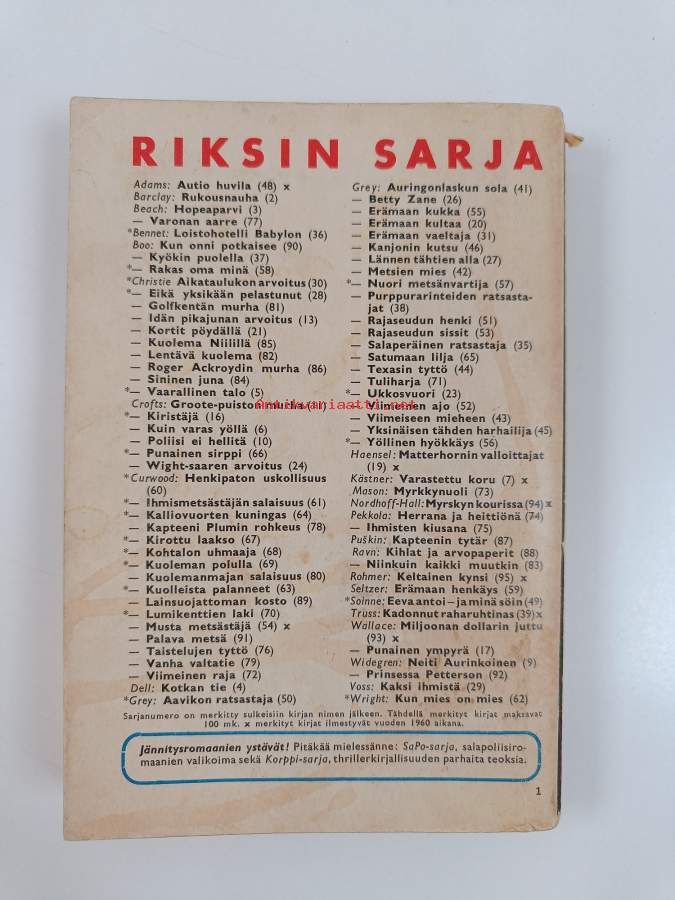 RIKSIN SARJA
Adams: Autio huvila (48) x
Barclay: Rukousnauha (2)
Beach: Hopeaparvi (3)
— Varonan aarre (77)
*Bennet: Loistohotelli Babylon (36)
Boo: Kun onni potkaisee (90)
— Kyökin puolella (37)
*— Rakas oma minä (58)
*Christie Aikataulukon arvoitus (30)
*— Eikä yksikään pelastunut (28)
— Golfkentän murha (81)
— Idän pikajunan arvoitus (13)
— Kortit pöydällä (21)
— Kuolema Niilillä (85)
— Lentävä kuolema (82)
— Roger Ackroydin murha (86)
— Sininen juna (84)
*— Vaarallinen talo (5)
Crofts: Groote-puiston murha
*— Kiristäjä (16)
— Kuin varas yöllä (6)
— Poliisi ei hellitä (10)
*— Punainen sirppi (66)
— Wight-saaren arvoitus (24)
*Curwood: Henkipaton uskollisuus
(60)
*— Ihmismetsästäjän salaisuus (61)
*— Kalliovuorten kuningas (64)
— Kapteeni Plumin rohkeus (78)
*— Kirottu laakso (67)
*— Kohtalon uhmaaja (68)
*— Kuoleman polulla (69)
— Kuolemanmajan salaisuus (80)
*— Kuolleista palanneet (63)
— Lainsuojattoman kosto (89)
*— Lumikenttien laki (70)
— Musta metsästäjä (54) x
— Palava metsä (91)
— Taistelujen tyttö (76)
— Vanha valtatie (79)
— Viimeinen raja (72)
Dell: Kotkan tie (4)
*Grey: Aavikon ratsastaja (50)
Grey: Auringonlaskun sola (41)
— Betty Zane (26)
— Erämaan kukka (55)
— Erämaan kultaa (20)
— Erämaan vaeltaja (31)
— Kanjonin kutsu (46)
— Lännen tähtien alla (27)
— Metsien mies (42)
*— Nuori metsänvartija (57)
— Purppurarinteiden ratsasta-
jat (38)
— Rajaseudun henki (51)
— Rajaseudun sissit (53)
— Salaperäinen ratsastaja (35)
— Satumaan lilja (65)
— Texasin tyttö (44)
— Tuliharja (71)
*— Ukkosvuori (23)
— Viimeinen ajo (52)
— Viimeiseen mieheen (43)
— Yksinäisen tähden harhailija (45)
*— Yöllinen hyökkäys (56)
Haensel: Matterhornin valloittajat
(19) x
Kästner: Varastettu koru (7) x
Mason: Myrkkynuoli (73)
Nordhoff-Hall: Myrskyn kourissa (94) x
Pekkola: Herrana ja heittiönä (74)
— Ihmisten kiusana (75)
Puškin: Kapteenin tytär (87)
Ravn: Kihlat ja arvopaperit (88)
— Niinkuin kaikki muutkin (83)
Rohmer: Keltainen kynsi (95) x
Seltzer: Erämaan henkäys (59)
*Soinne: Eeva antoi – ja minä söin (49)
Truss: Kadonnut raharuhtinas (39) x
Wallace: Miljoonan dollarin juttu
(93) x
— Punainen ympyrä (17)
Widegren: Neiti Aurinkoinen (9)
— Prinsessa Petterson (92)
Voss: Kaksi ihmistä (29)
*Wright: Kun mies on mies (62)
Antikvariaatti.net
Sarjanumero on merkitty sulkeisiin kirjan nimen jälkeen. Tähdellä merkityt kirjat maksavat
100 mk. x merkityt kirjat ilmestyvät vuoden 1960 aikana.
Jännitysromaanien ystävät! Pitäkää mielessänne: SaPo-sarja, salapoliisiro-
maanien valikoima sekä Korppi-sarja, thrillerkirjallisuuden parhaita teoksia.
1